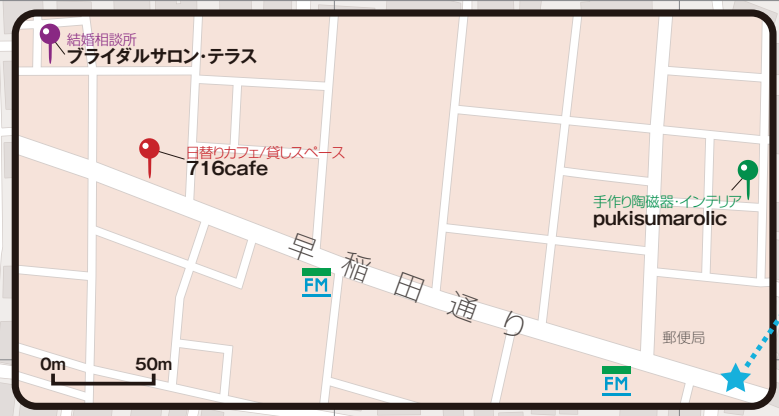 結婚相談所
ブライダルサロン・テラス
日替りカフェ/貸しスペース
716cafe
手作り陶磁器・インテリア
pukisumarolic
早稲田通り
FM
郵便局
0m 50m
FM